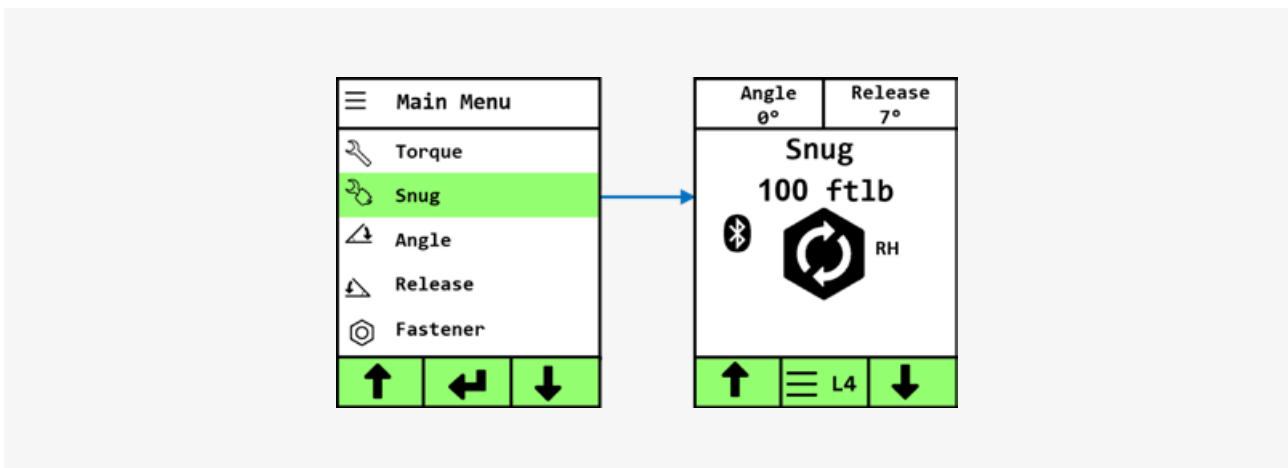 Main Menu
Torque
Snug
Angle
Release
Fastener
Angle
0°
Release
7°
Snug
100 ftlb
RH
L4